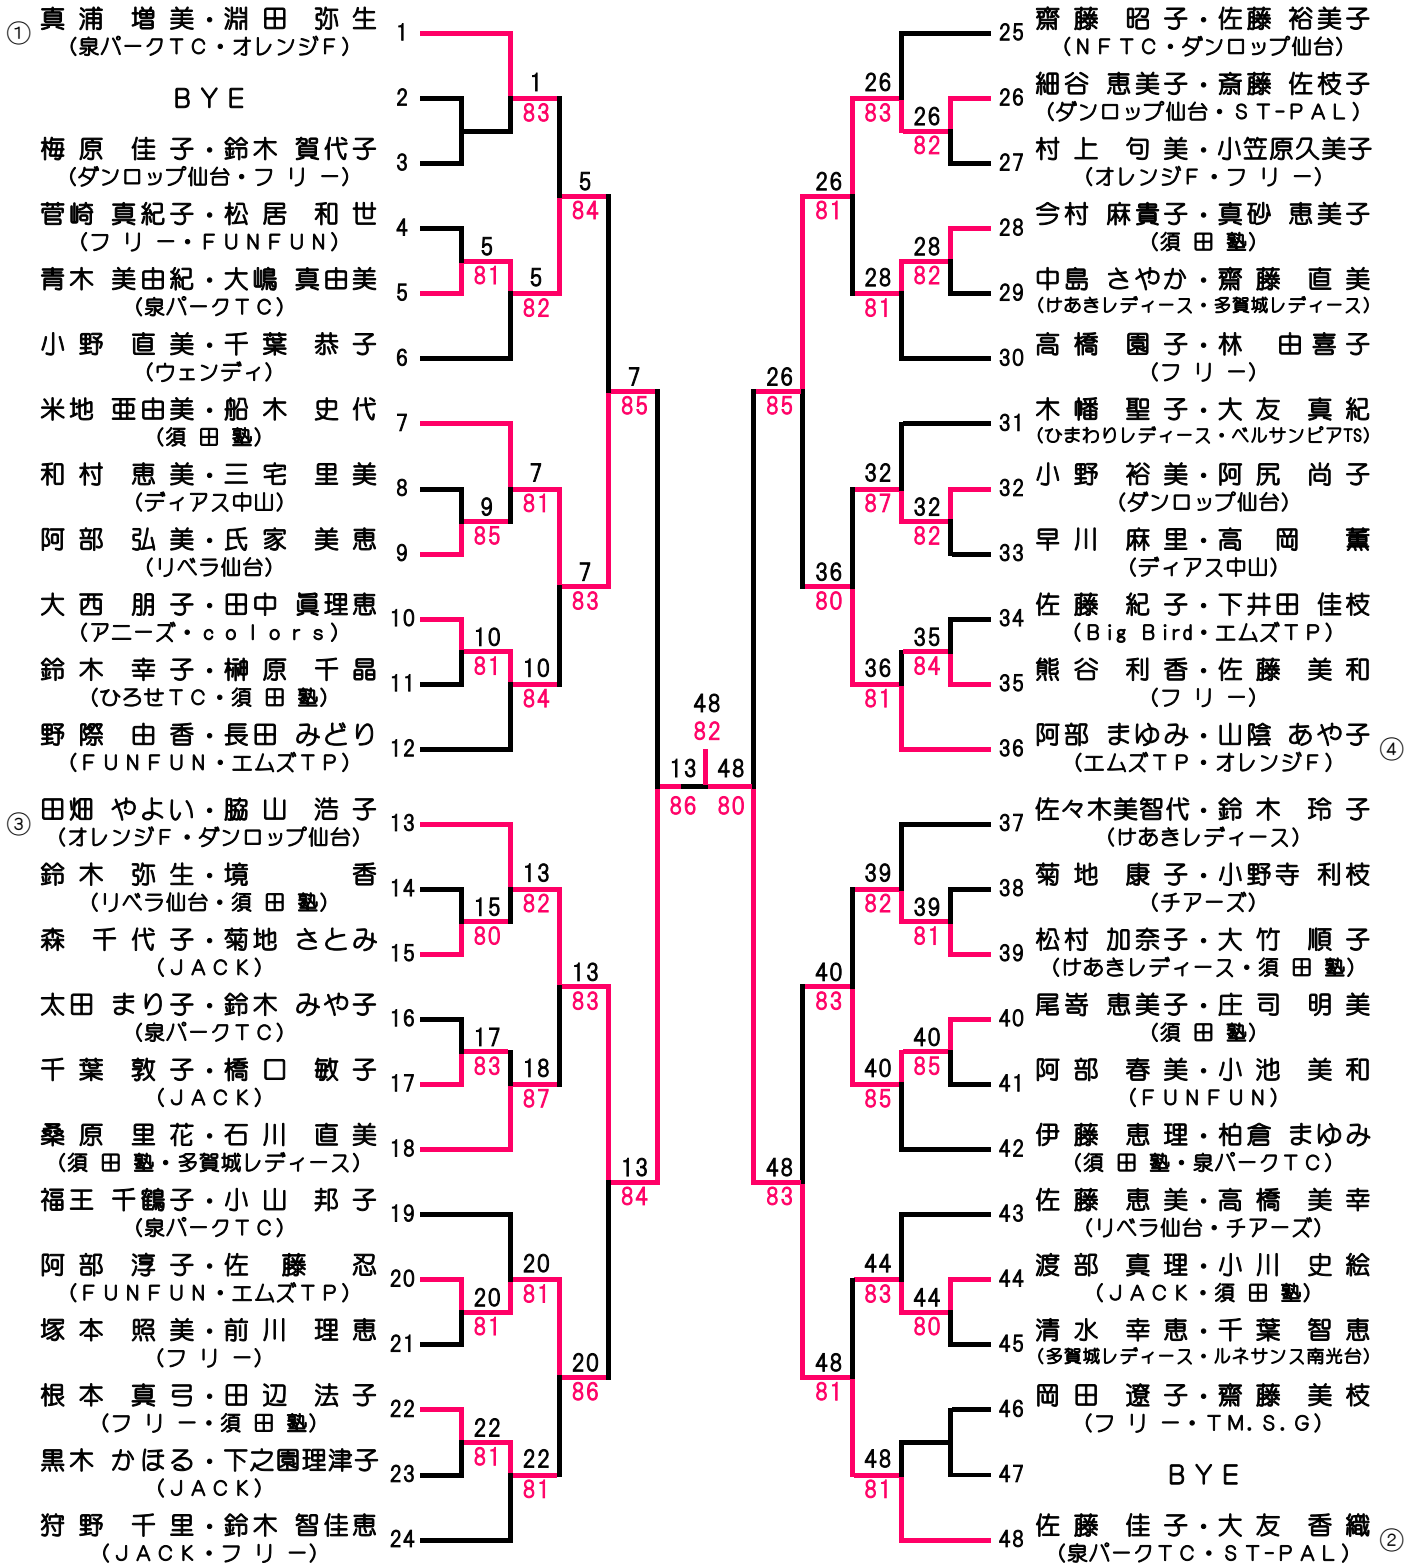 ① 真浦 増美・淵田 弥生 1
(泉パークTC・オレンジF)
BYE 2
梅原 佳子・鈴木 賀代子 3
(ダンロップ仙台・フリー)
菅崎 真紀子・松居 和世 4
(フリー・FUNFUN)
青木 美由紀・大嶋 真由美 5
(泉パークTC)
小野 直美・千葉 恭子 6
(ウェンディ)
米地 亜由美・船木 史代 7
(須田塾)
和村 恵美・三宅 里美 8
(ディアス中山)
阿部 弘美・氏家 美恵 9
(リベラ仙台)
大西 朋子・田中 眞理恵 10
(アニーズ・colors)
鈴木 幸子・榊原 千晶 11
(ひろせTC・須田塾)
野際 由香・長田 みどり 12
(FUNFUN・エムズTP)
③ 田畑 やよい・脇山 浩子 13
(オレンジF・ダンロップ仙台)
鈴木 弥生・境 香 14
(リベラ仙台・須田塾)
森 千代子・菊地 さとみ 15
(JACK)
太田 まり子・鈴木 みや子 16
(泉パークTC)
千葉 敦子・橋口 敏子 17
(JACK)
桑原 里花・石川 直美 18
(須田塾・多賀城レディース)
福王 千鶴子・小山 邦子 19
(泉パークTC)
阿部 淳子・佐藤 忍 20
(FUNFUN・エムズTP)
塚本 照美・前川 理恵 21
(フリー)
根本 真弓・田辺 法子 22
(フリー・須田塾)
黒木 かほる・下之園理津子 23
(JACK)
狩野 千里・鈴木 智佳恵 24
(JACK・フリー)
5
81
9
85
10
81
15
80
17
83
20
81
22
81
1
83
5
82
7
81
10
84
13
82
18
87
20
81
22
81
5
84
7
83
13
83
20
86
7
85
13
84
13
86
48
82
48
80
26
85
48
83
26
81
36
80
40
83
48
81
26
83
28
81
32
87
36
81
39
82
40
85
44
83
48
81
26
82
28
82
32
82
35
84
39
81
40
85
44
80
25 齋藤 昭子・佐藤 裕美子
(NFTC・ダンロップ仙台)
26 細谷 恵美子・斎藤 佐枝子
(ダンロップ仙台・ST-PAL)
27 村上 句美・小笠原久美子
(オレンジF・フリー)
28 今村 麻貴子・真砂 恵美子
(須田塾)
29 中島 さやか・齋藤 直美
(けあきレディース・多賀城レディース)
30 高橋 園子・林 由喜子
(フリー)
31 木幡 聖子・大友 真紀
(ひまわりレディース・ベルサンピアTS)
32 小野 裕美・阿尻 尚子
(ダンロップ仙台)
33 早川 麻里・高岡 薫
(ディアス中山)
34 佐藤 紀子・下井田 佳枝
(Big Bird・エムズTP)
35 熊谷 利香・佐藤 美和
(フリー)
36 阿部 まゆみ・山陰 あや子 ④
(エムズTP・オレンジF)
37 佐々木美智代・鈴木 玲子
(けあきレディース)
38 菊地 康子・小野寺 利枝
(チアーズ)
39 松村 加奈子・大竹 順子
(けあきレディース・須田塾)
40 尾嵜 恵美子・庄司 明美
(須田塾)
41 阿部 春美・小池 美和
(FUNFUN)
42 伊藤 恵理・柏倉 まゆみ
(須田塾・泉パークTC)
43 佐藤 恵美・高橋 美幸
(リベラ仙台・チアーズ)
44 渡部 真理・小川 史絵
(JACK・須田塾)
45 清水 幸恵・千葉 智恵
(多賀城レディース・ルネサンス南光台)
46 岡田 遼子・齋藤 美枝
(フリー・TM.S.G)
47 BYE
48 佐藤 佳子・大友 香織 ②
(泉パークTC・ST-PAL)